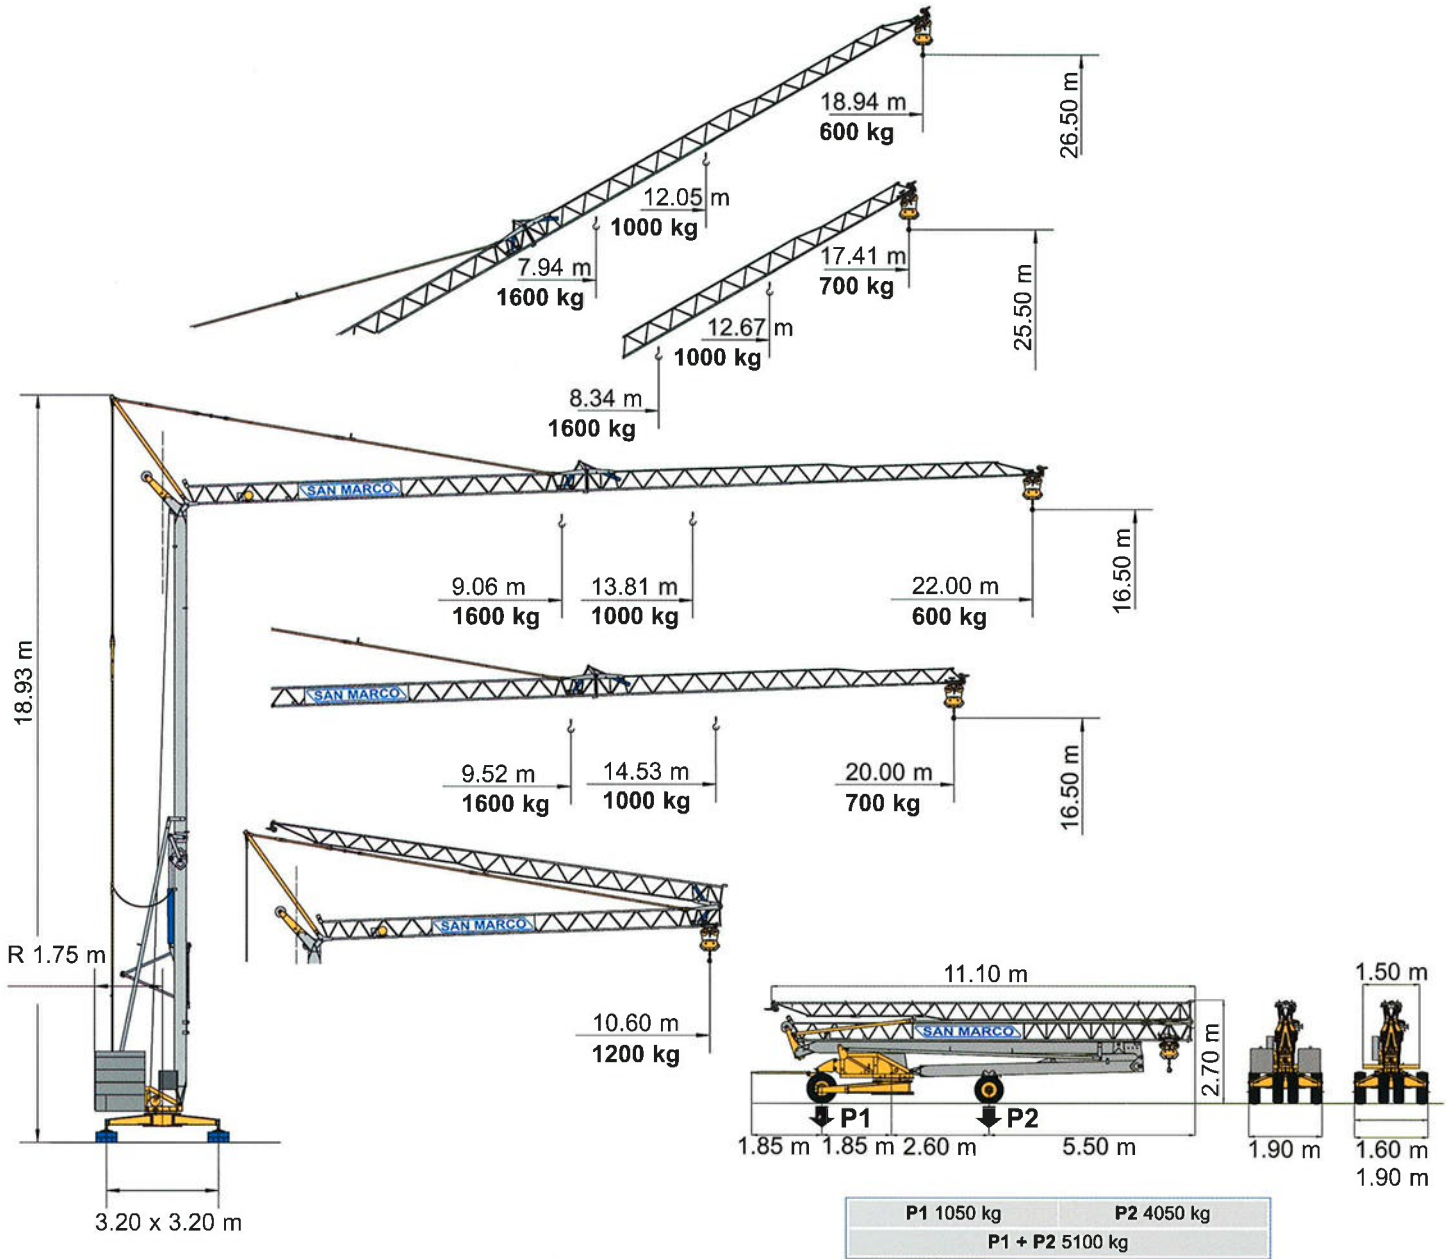 18.94 m
600 kg
26.50 m
12.05 m
1000 kg
7.94 m
1600 kg
17.41 m
700 kg
25.50 m
12.67 m
1000 kg
8.34 m
1600 kg
SAN MARCO
9.06 m
1600 kg
13.81 m
1000 kg
22.00 m
600 kg
16.50 m
18.93 m
SAN MARCO
9.52 m
1600 kg
14.53 m
1000 kg
20.00 m
700 kg
16.50 m
SAN MARCO
R 1.75 m
10.60 m
1200 kg
11.10 m
SAN MARCO
2.70 m
1.50 m
P1
P2
1.85 m
1.85 m
2.60 m
5.50 m
1.90 m
1.60 m
1.90 m
3.20 x 3.20 m
P1 1050 kg
P2 4050 kg
P1 + P2 5100 kg